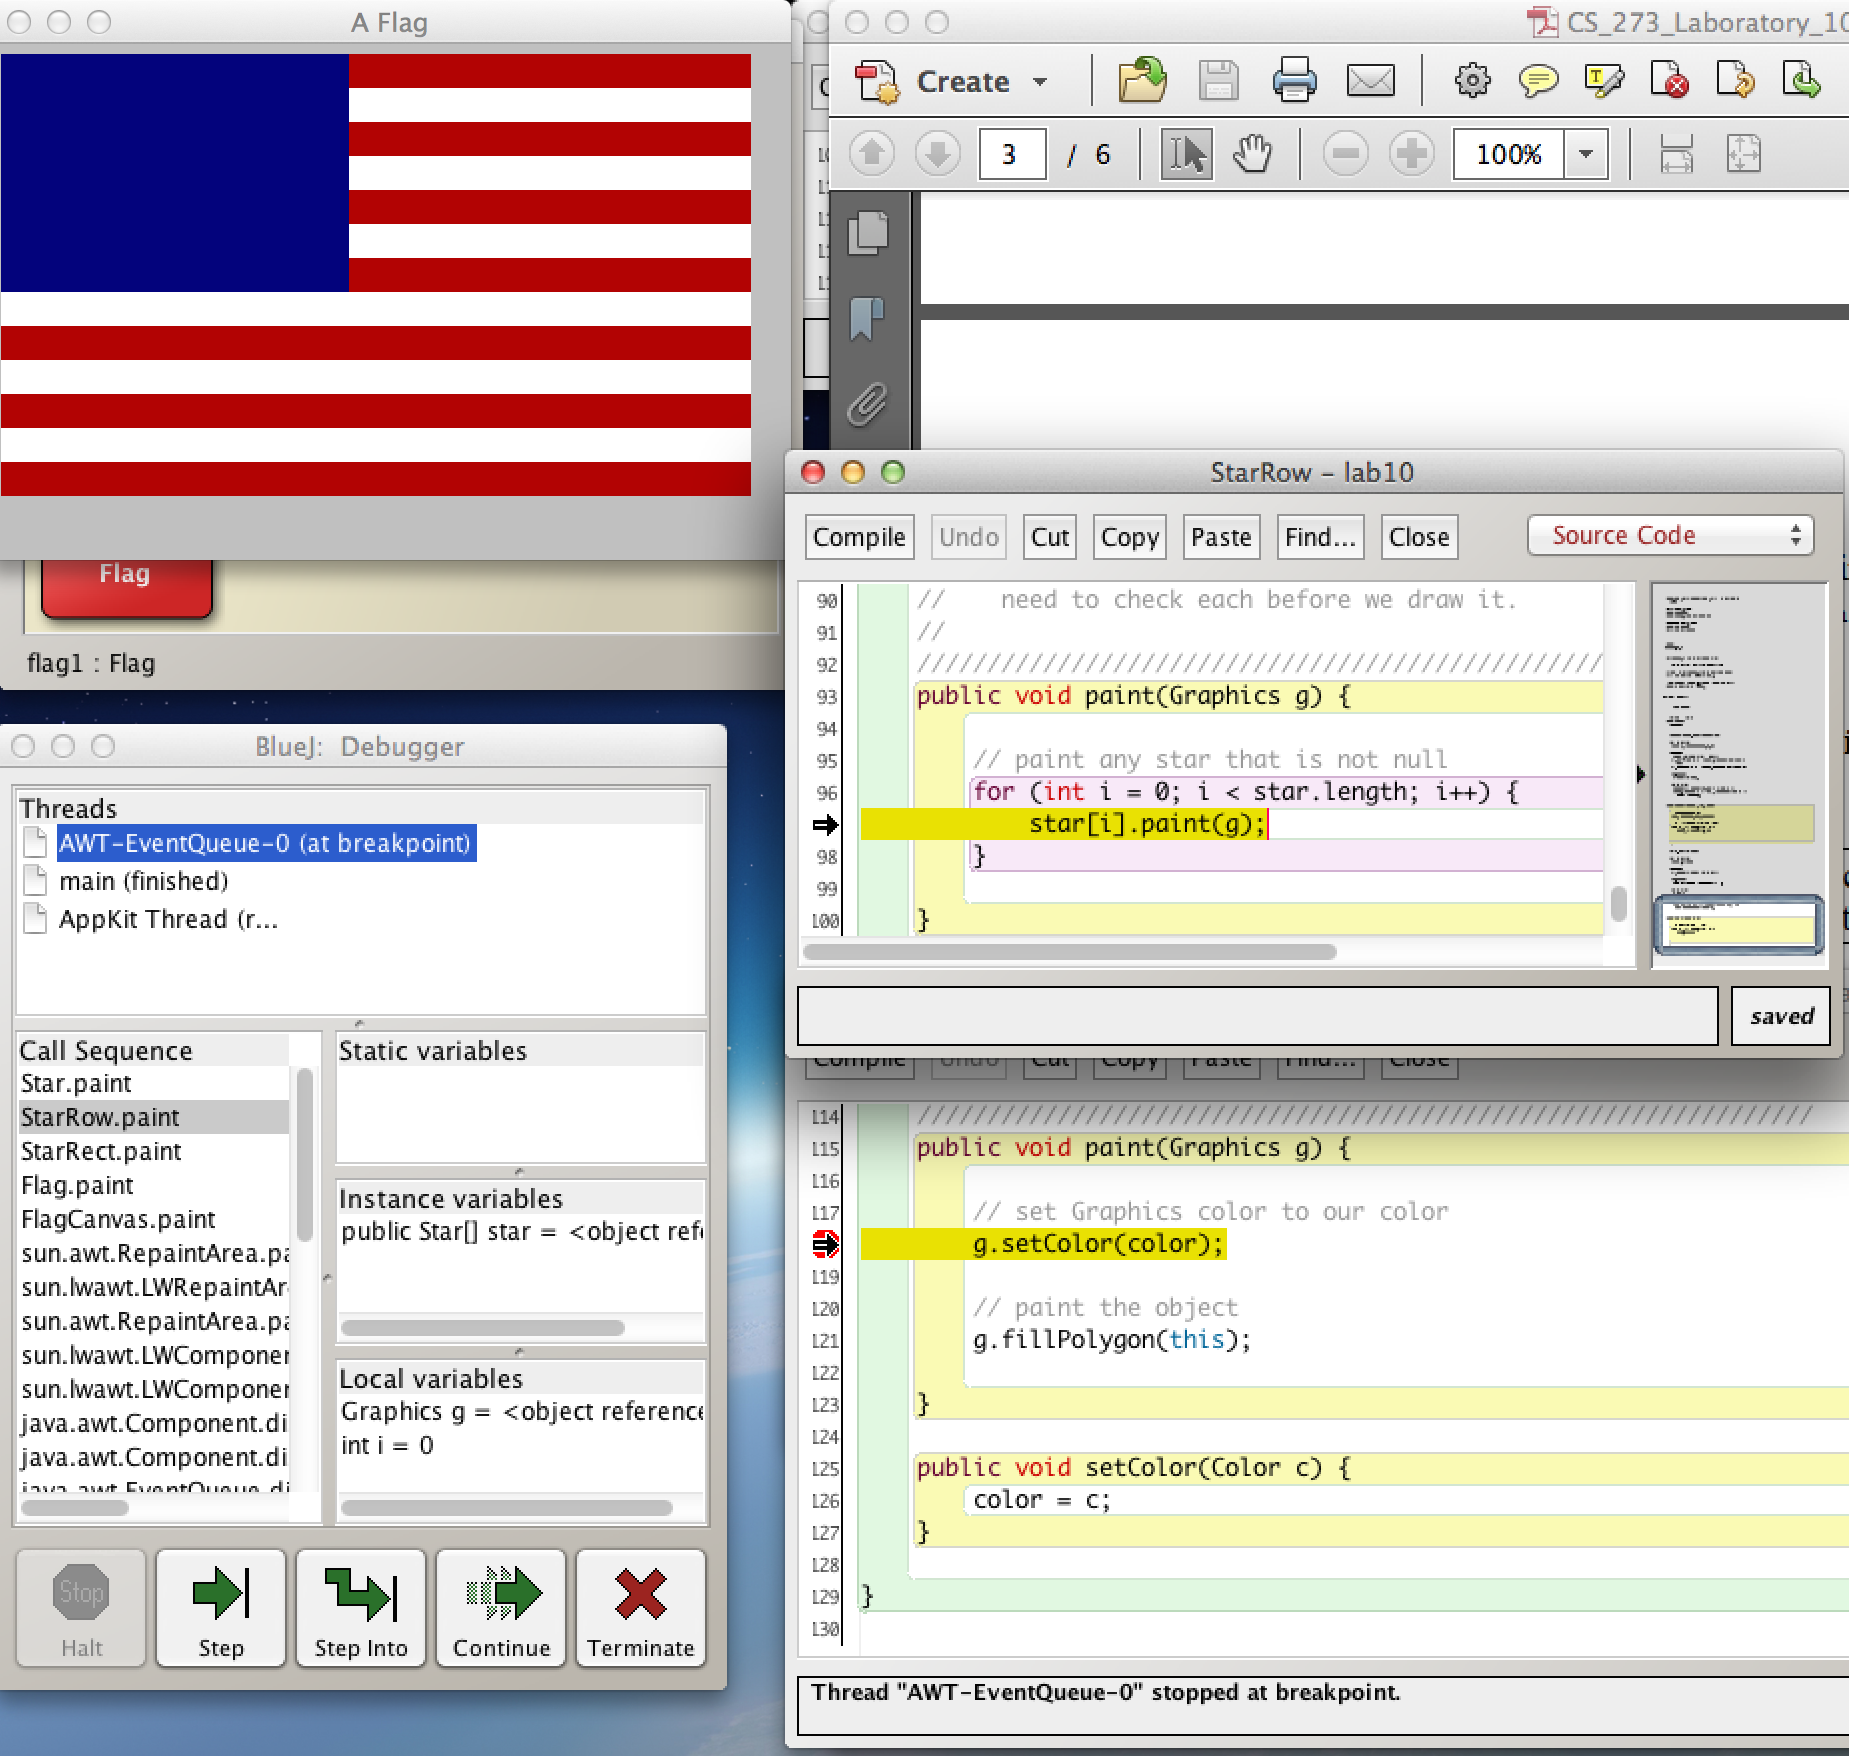 A Flag
CS_273_Laboratory_10
Create
3 / 6
100%
Flag
flag1 : Flag
StarRow – lab10
Compile Undo Cut Copy Paste Find... Close
Source Code
90 // need to check each before we draw it.
91 //
92 /////////////////////////////////////////////////
93 public void paint(Graphics g) {
94
95 // paint any star that is not null
96 for (int i = 0; i < star.length; i++) {
star[i].paint(g);
98 }
99
100 }
saved
BlueJ: Debugger
Threads
AWT-EventQueue-0 (at breakpoint)
main (finished)
AppKit Thread (r...
Call Sequence
Star.paint
StarRow.paint
StarRect.paint
Flag.paint
FlagCanvas.paint
sun.awt.RepaintArea.pa
sun.lwawt.LWRepaintAr
sun.awt.RepaintArea.pa
sun.lwawt.LWComponer
sun.lwawt.LWComponer
java.awt.Component.di
java.awt.Component.di
java.awt.EventQueue.di
Static variables
Instance variables
public Star[] star = <object refe
Local variables
Graphics g = <object reference
int i = 0
Stop
Halt
Step
Step Into
Continue
Terminate
Compile Undo Cut Copy Paste Find... Close
114 ////////////////////////////////////////////////////////////////
115 public void paint(Graphics g) {
116
117 // set Graphics color to our color
g.setColor(color);
119
120 // paint the object
121 g.fillPolygon(this);
122
123 }
124
125 public void setColor(Color c) {
126 color = c;
127 }
128
129 }
130
Thread "AWT-EventQueue-0" stopped at breakpoint.